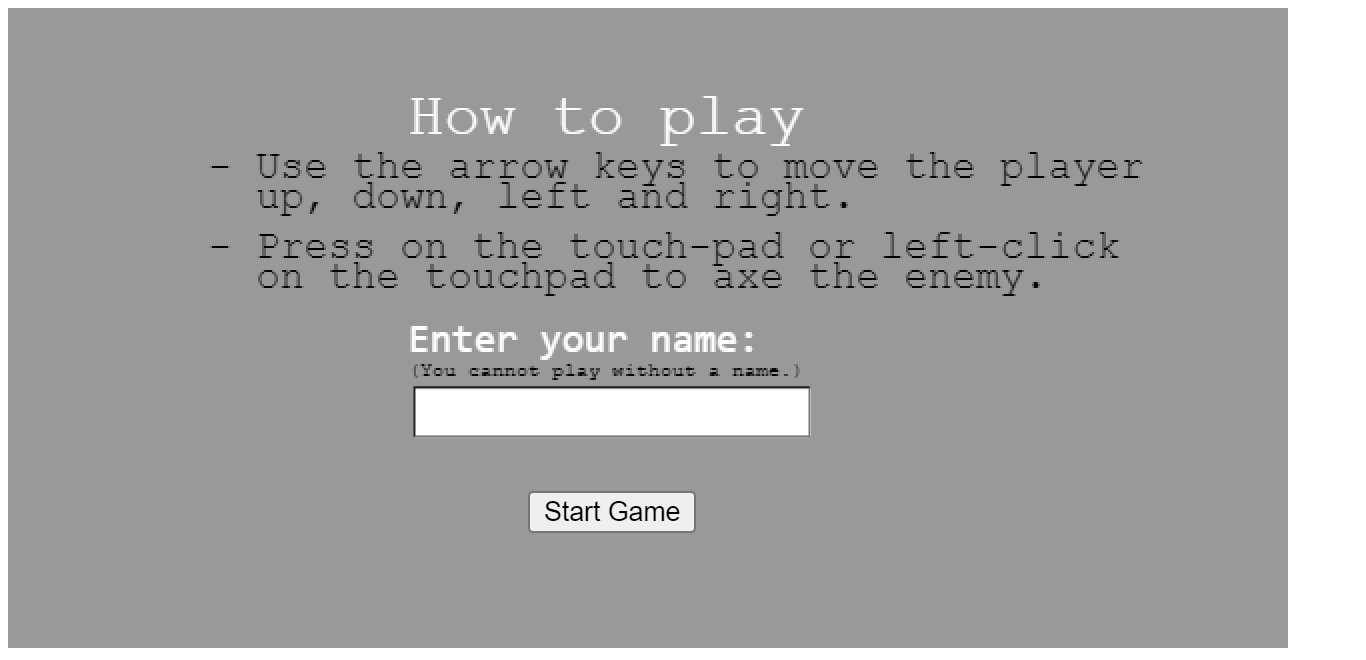 How to play
- Use the arrow keys to move the player
up, down, left and right.
- Press on the touch-pad or left-click
on the touchpad to axe the enemy.
Enter your name:
(You cannot play without a name.)
Start Game